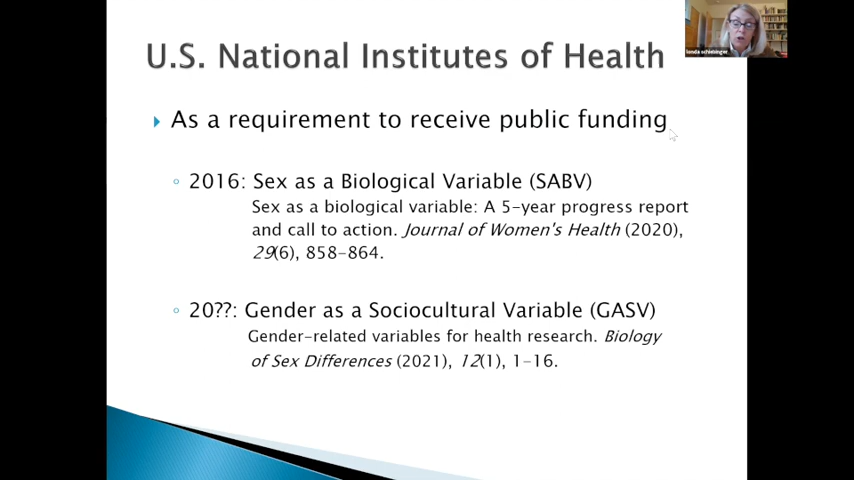 U.S. National Institutes of Health
londa schiebinger
As a requirement to receive public funding
2016: Sex as a Biological Variable (SABV)
Sex as a biological variable: A 5-year progress report
and call to action. Journal of Women's Health (2020),
29(6), 858-864.
20??: Gender as a Sociocultural Variable (GASV)
Gender-related variables for health research. Biology
of Sex Differences (2021), 12(1), 1-16.